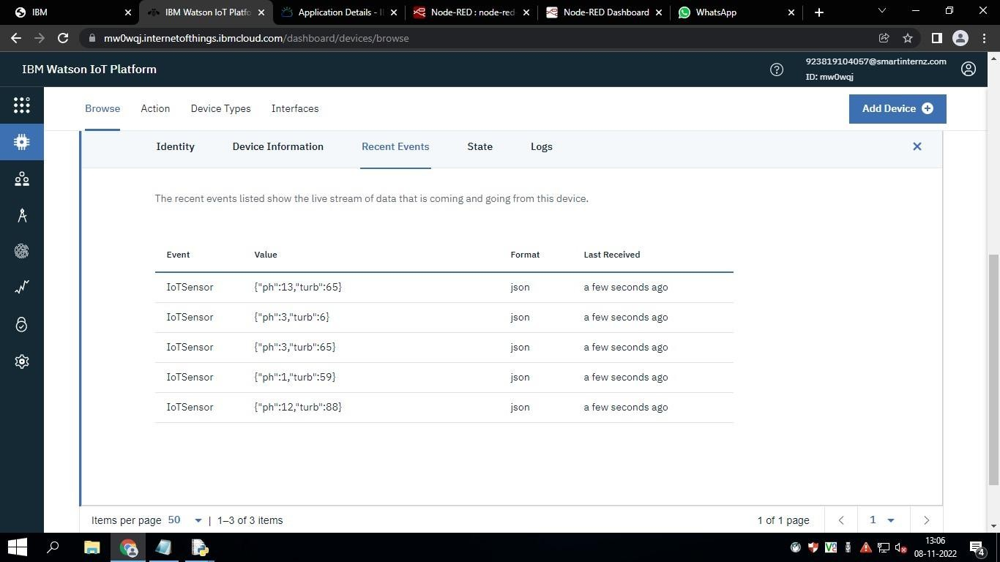 IBM
IBM Watson IoT Platfo
Application Details - I
Node-RED : node-red-
Node-RED Dashboard
WhatsApp
mw0wqj.internetofthings.ibmcloud.com/dashboard/devices/browse
IBM Watson IoT Platform
923819104057@smartinternz.com
ID: mw0wqj
Browse Action Device Types Interfaces
Add Device
Identity Device Information Recent Events State Logs
The recent events listed show the live stream of data that is coming and going from this device.
Event Value Format Last Received
IoTSensor {"ph":13,"turb":65} json a few seconds ago
IoTSensor {"ph":3,"turb":6} json a few seconds ago
IoTSensor {"ph":3,"turb":65} json a few seconds ago
IoTSensor {"ph":1,"turb":59} json a few seconds ago
IoTSensor {"ph":12,"turb":88} json a few seconds ago
Items per page 50 | 1–3 of 3 items
1 of 1 page 1
13:06
08-11-2022
4